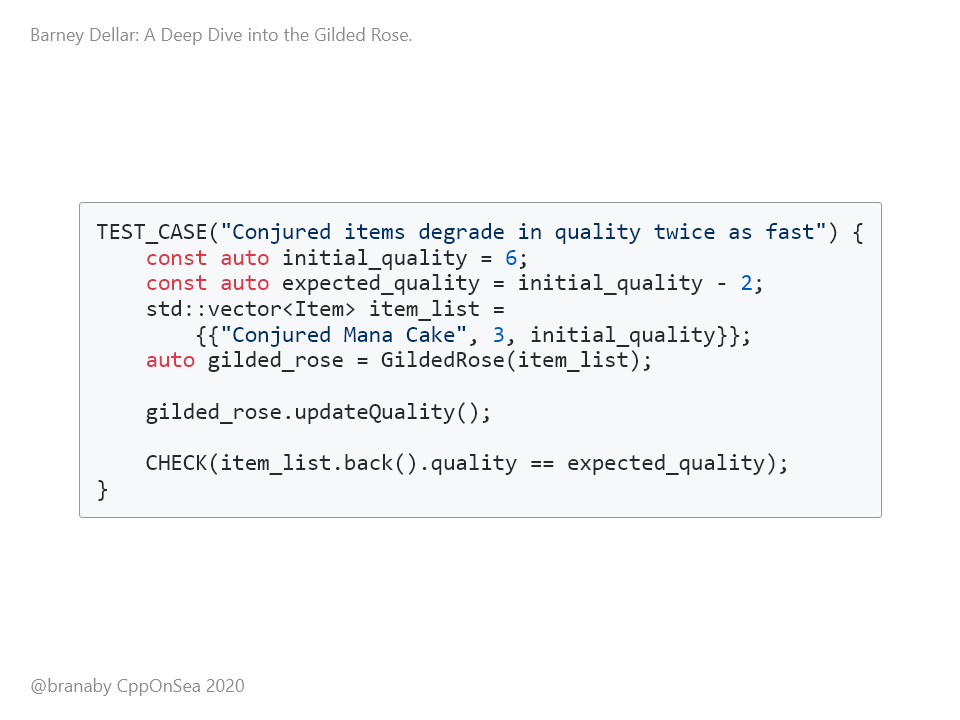 Barney Dellar: A Deep Dive into the Gilded Rose.
TEST_CASE("Conjured items degrade in quality twice as fast") {
    const auto initial_quality = 6;
    const auto expected_quality = initial_quality - 2;
    std::vector<Item> item_list =
        {{"Conjured Mana Cake", 3, initial_quality}};
    auto gilded_rose = GildedRose(item_list);
    gilded_rose.updateQuality();
    CHECK(item_list.back().quality == expected_quality);
}
@branaby CppOnSea 2020